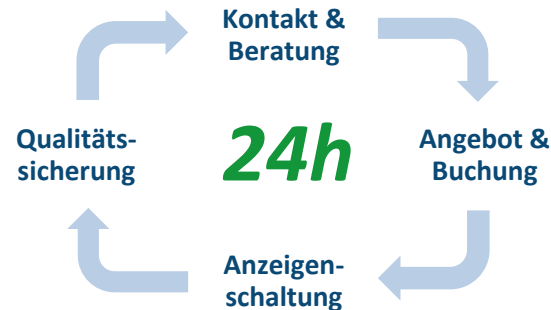 Kontakt &
Beratung
Qualitäts-
sicherung
24h
Angebot &
Buchung
Anzeigen-
schaltung